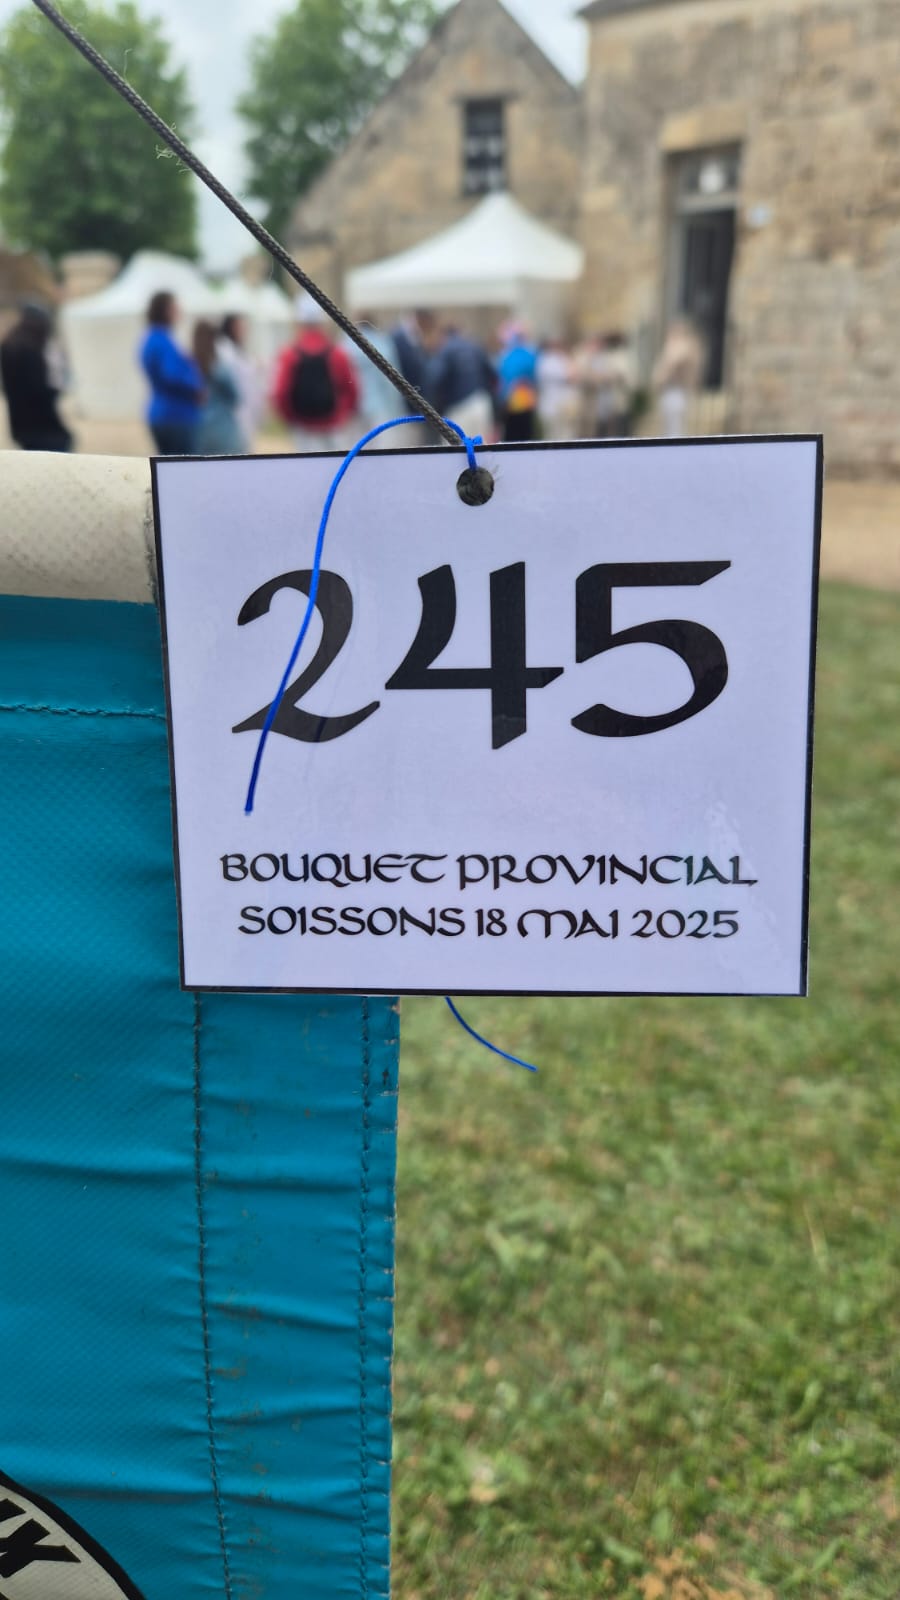 245
BOUQUET PROVINCIAL
SOISSONS 18 MAI 2025